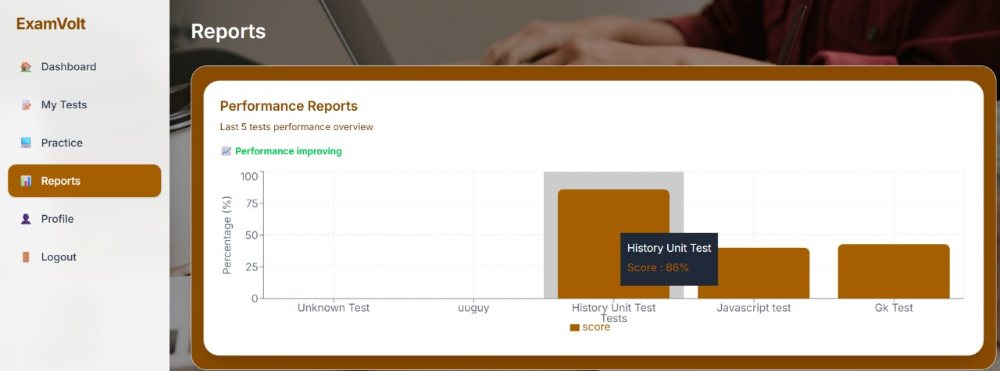 ExamVolt
Dashboard
My Tests
Practice
Reports
Profile
Logout
Reports
Performance Reports
Last 5 tests performance overview
Performance improving
Percentage (%)
100
75
50
25
0
History Unit Test
Score : 86%
Unknown Test
uuguy
History Unit Test
Javascript test
Gk Test
Tests
score